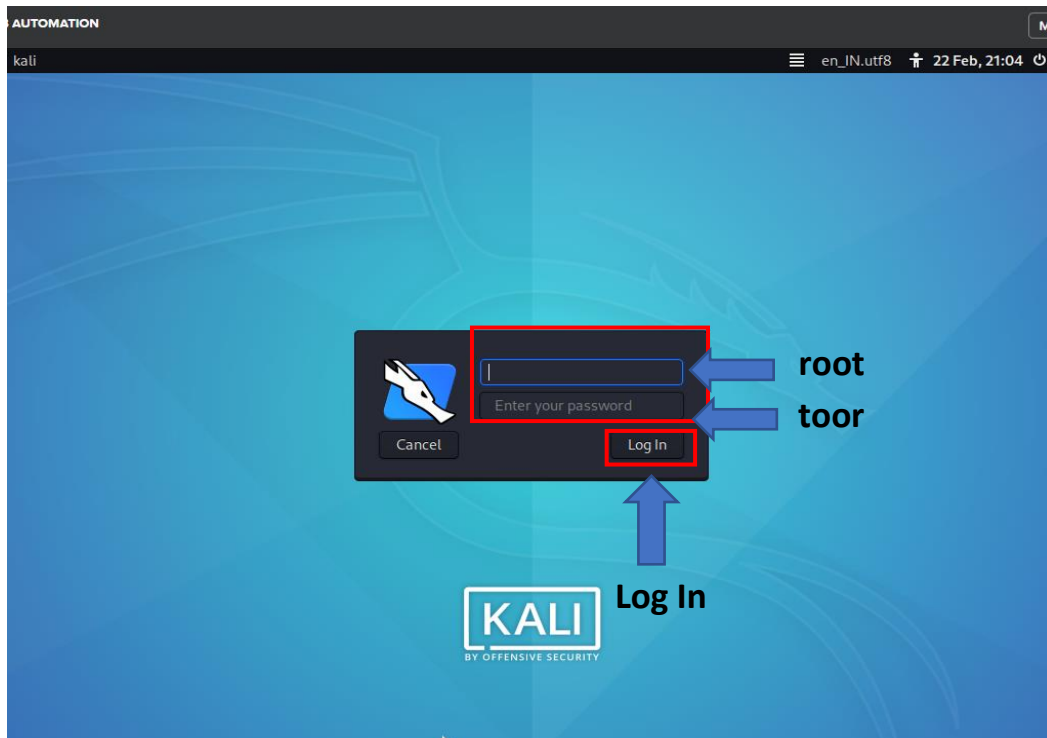 AUTOMATION
M
kali en_IN.utf8 22 Feb, 21:04
root
Enter your password
toor
Cancel Log In
Log In
KALI
BY OFFENSIVE SECURITY